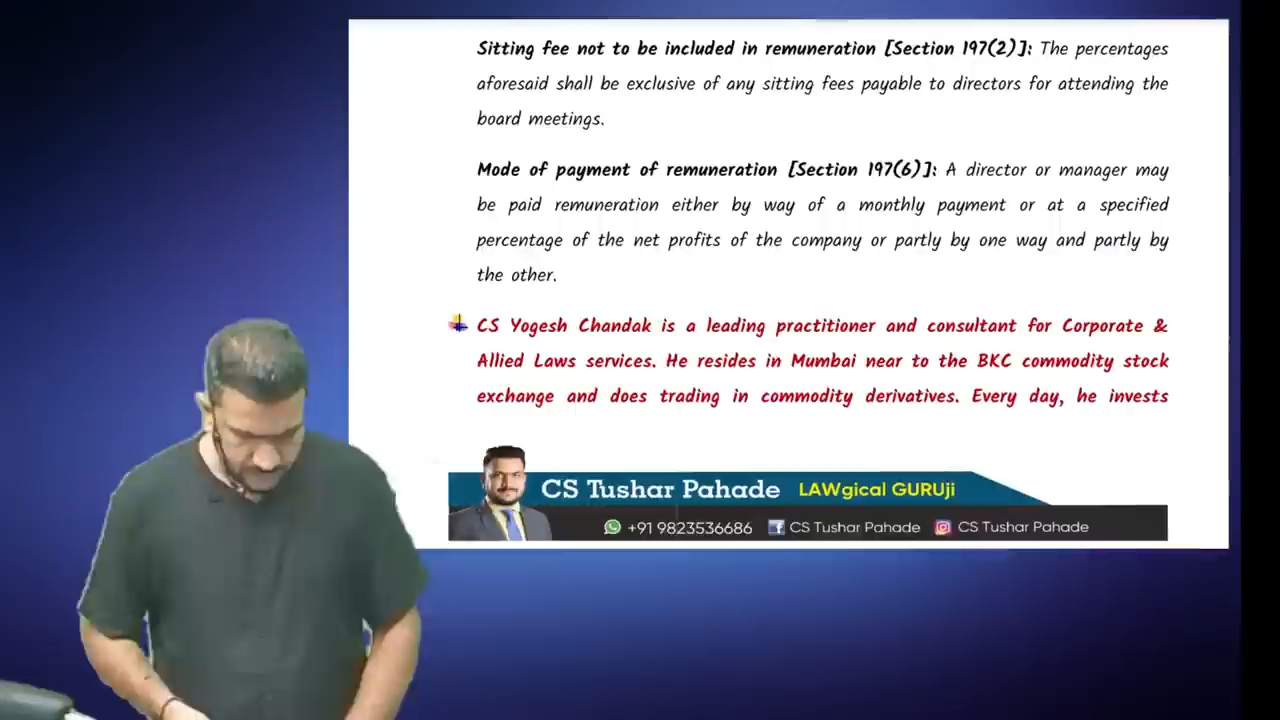 Sitting fee not to be included in remuneration [Section 197(2)]: The percentages
aforesaid shall be exclusive of any sitting fees payable to directors for attending the
board meetings.
Mode of payment of remuneration [Section 197(6)]: A director or manager may
be paid remuneration either by way of a monthly payment or at a specified
percentage of the net profits of the company or partly by one way and partly by
the other.
CS Yogesh Chandak is a leading practitioner and consultant for Corporate &
Allied Laws services. He resides in Mumbai near to the BKC commodity stock
exchange and does trading in commodity derivatives. Every day, he invests
CS Tushar Pahade LAWgical GURUji
+91 9823536686 CS Tushar Pahade CS Tushar Pahade